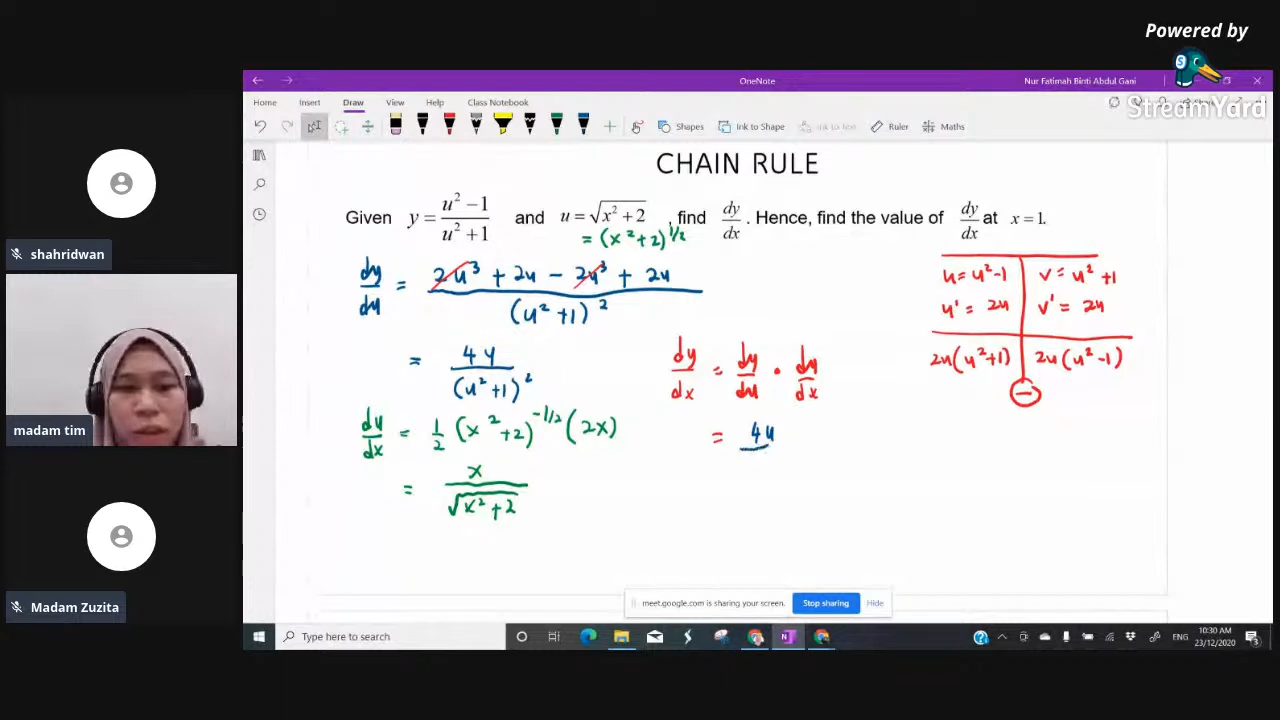 Powered by
StreamYard
OneNote
Nur Fatimah Binti Abdul Gani
Home Insert Draw View Help Class Notebook
Shapes Ink to Shape Ink to Text Ruler Maths
CHAIN RULE
Given y = (u² − 1)/(u² + 1) and u = √(x² + 2) , find dy/dx . Hence, find the value of dy/dx at x = 1.
= (x² + 2)^1/2
dy/du = (2u³ + 2u − 2u³ + 2u)/(u² + 1)²
= 4u/(u² + 1)²
du/dx = 1/2 (x² + 2)^−1/2 (2x)
= x/√(x² + 2)
dy/dx = dy/du • du/dx
= 4u
u = u² − 1 v = u² + 1
u' = 2u v' = 2u
2u(u² + 1) 2u(u² − 1)
−
shahridwan
madam tim
Madam Zuzita
meet.google.com is sharing your screen. Stop sharing Hide
Type here to search
ENG
10:30 AM
23/12/2020